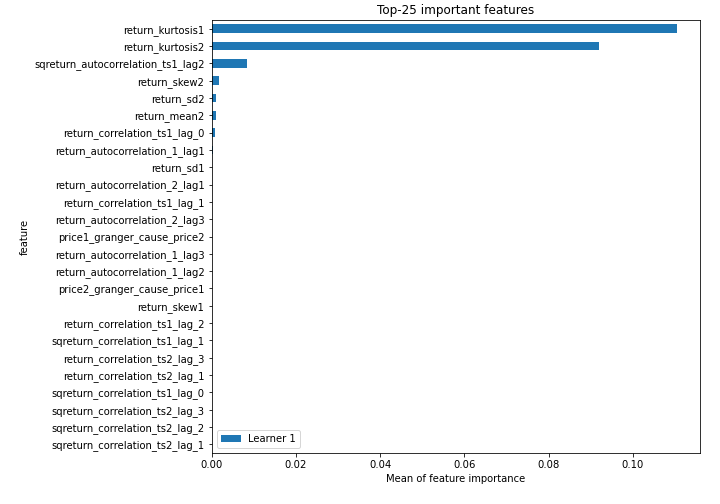 Top-25 important features
return_kurtosis1
return_kurtosis2
sqreturn_autocorrelation_ts1_lag2
return_skew2
return_sd2
return_mean2
return_correlation_ts1_lag_0
return_autocorrelation_1_lag1
return_sd1
return_autocorrelation_2_lag1
return_correlation_ts1_lag_1
return_autocorrelation_2_lag3
price1_granger_cause_price2
return_autocorrelation_1_lag3
return_autocorrelation_1_lag2
price2_granger_cause_price1
return_skew1
return_correlation_ts1_lag_2
sqreturn_correlation_ts1_lag_1
return_correlation_ts2_lag_3
return_correlation_ts2_lag_1
sqreturn_correlation_ts1_lag_0
sqreturn_correlation_ts2_lag_3
sqreturn_correlation_ts2_lag_2
sqreturn_correlation_ts2_lag_1
feature
Learner 1
0.00 0.02 0.04 0.06 0.08 0.10
Mean of feature importance